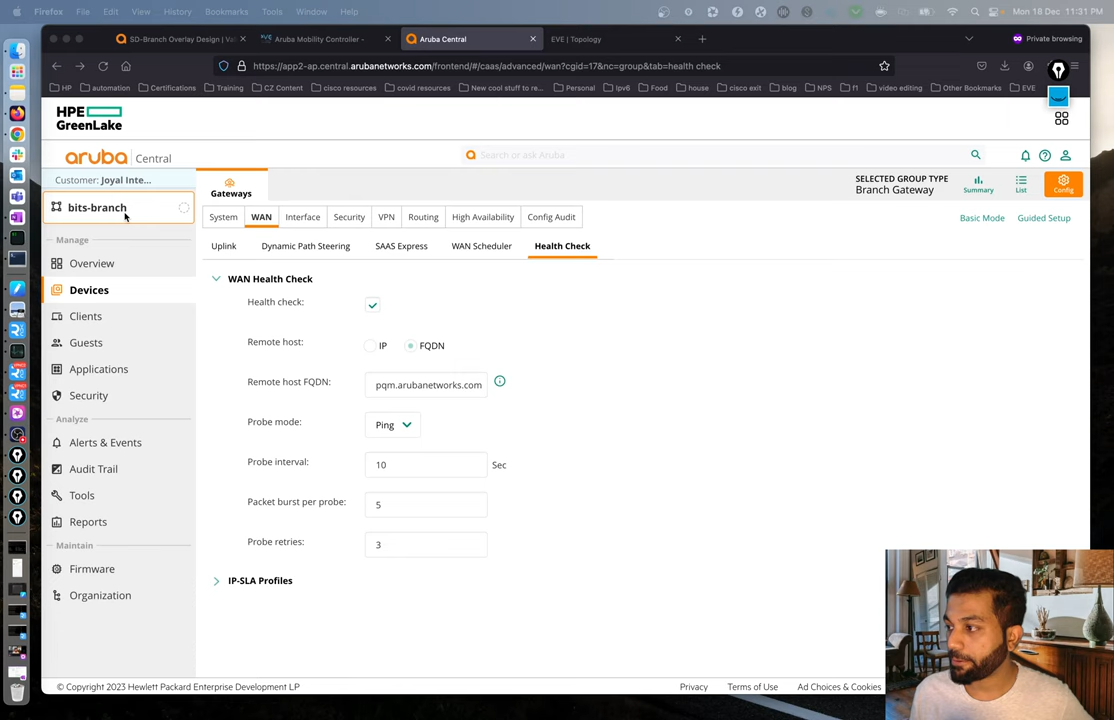 Firefox File Edit View History Bookmarks Tools Window Help Mon 18 Dec 11:31 PM
SD-Branch Overlay Design | Val Aruba Mobility Controller - Aruba Central EVE | Topology Private browsing
https://app2-ap.central.arubanetworks.com/frontend/#/caas/advanced/wan?cgid=17&nc=group&tab=health check
HP automation Certifications Training CZ Content cisco resources covid resources New cool stuff to re... Personal Ipv6 Food house cisco exit blog NPS f1 video editing Other Bookmarks EVE
HPE
GreenLake
aruba Central
Search or ask Aruba
Customer: Joyal Inte...
bits-branch
Manage
Overview
Devices
Clients
Guests
Applications
Security
Analyze
Alerts & Events
Audit Trail
Tools
Reports
Maintain
Firmware
Organization
Gateways
SELECTED GROUP TYPE
Branch Gateway
Summary List Config
System WAN Interface Security VPN Routing High Availability Config Audit
Basic Mode Guided Setup
Uplink Dynamic Path Steering SAAS Express WAN Scheduler Health Check
WAN Health Check
Health check:
Remote host: IP FQDN
Remote host FQDN: pqm.arubanetworks.com
Probe mode: Ping
Probe interval: 10 Sec
Packet burst per probe: 5
Probe retries: 3
IP-SLA Profiles
© Copyright 2023 Hewlett Packard Enterprise Development LP
Privacy Terms of Use Ad Choices & Cookies